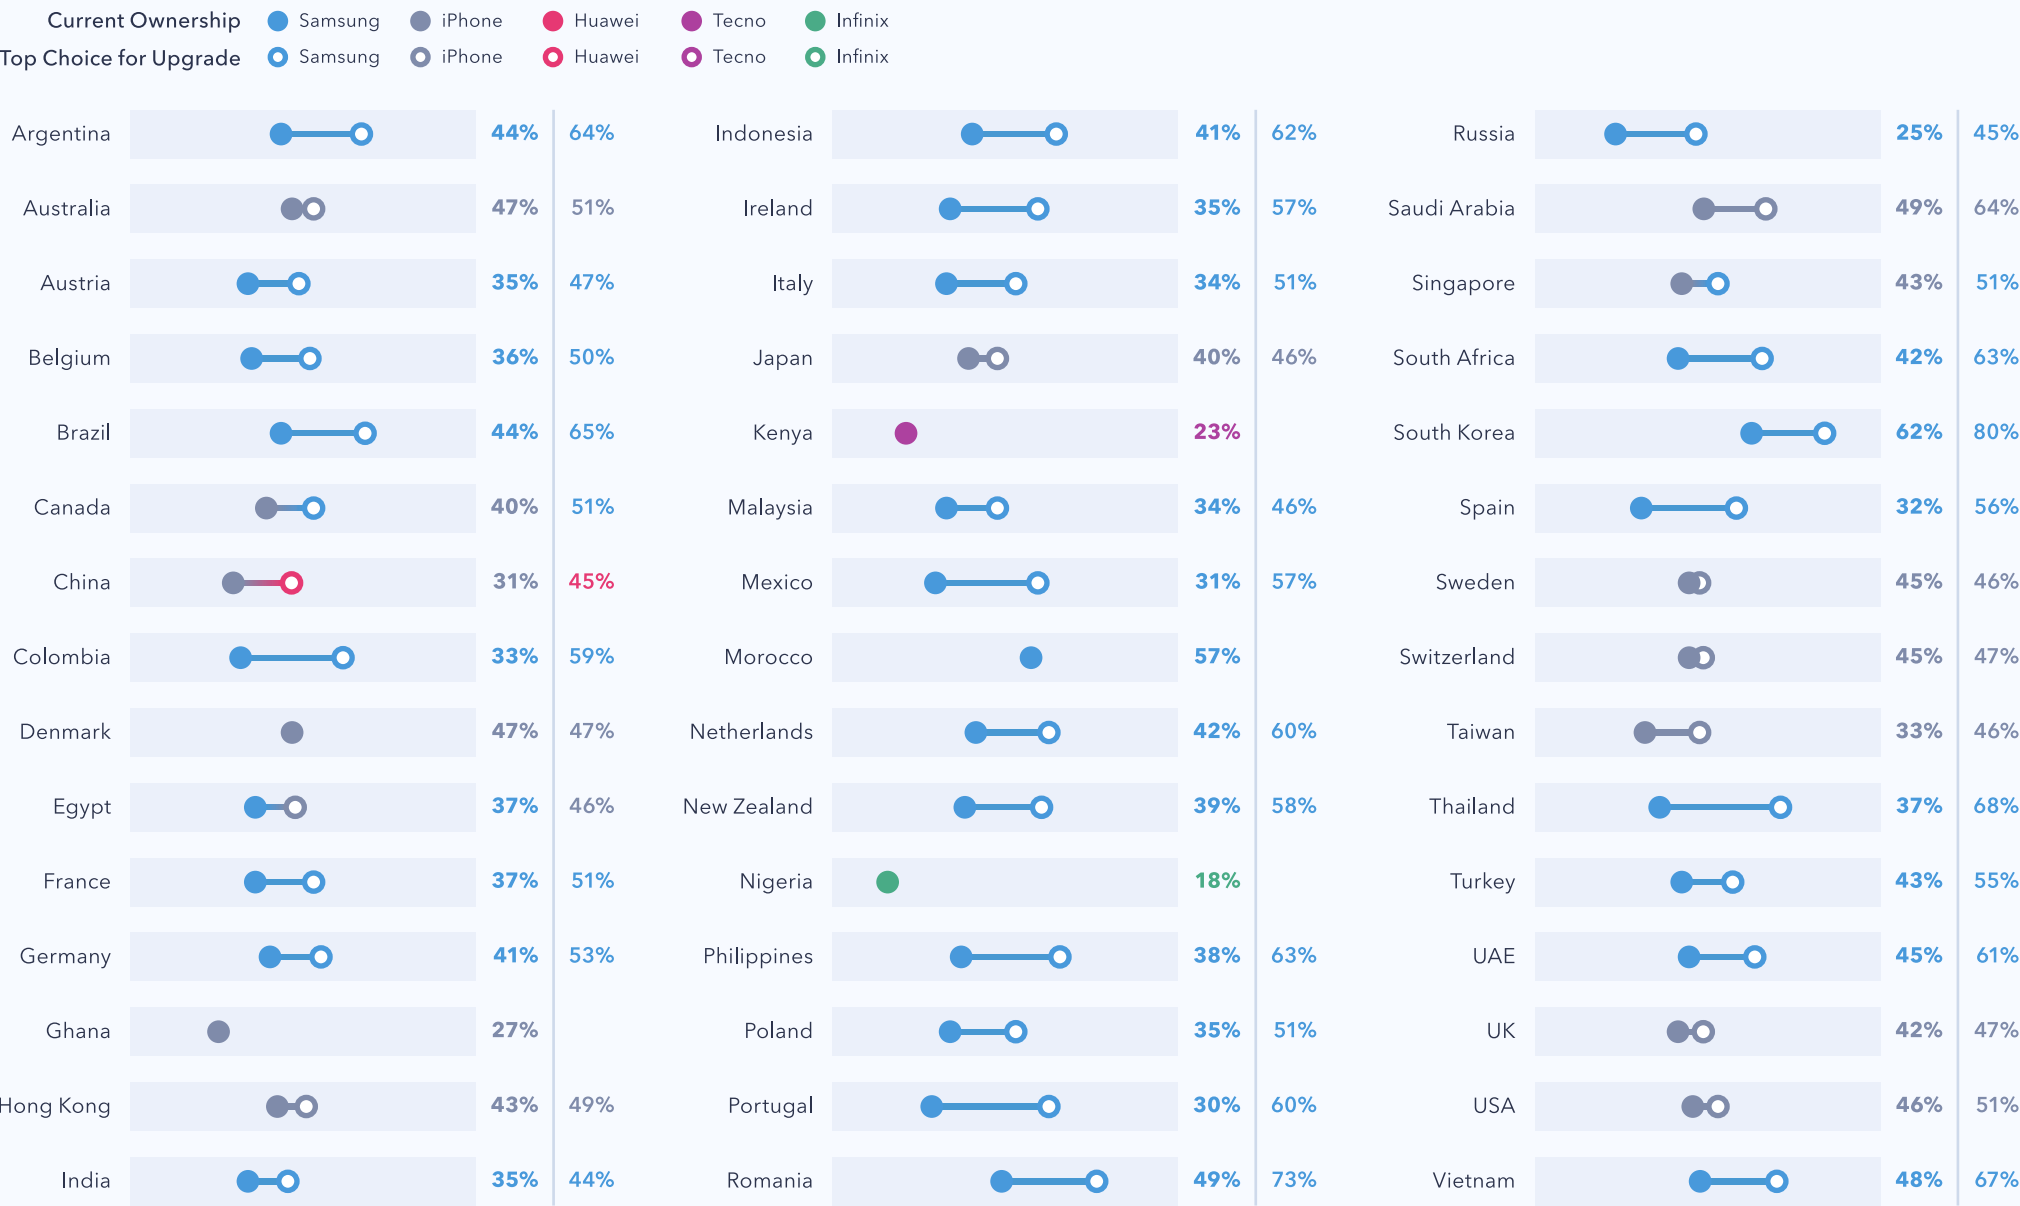 Current Ownership Samsung iPhone Huawei Tecno Infinix
Top Choice for Upgrade Samsung iPhone Huawei Tecno Infinix
Argentina 44% 64%
Australia 47% 51%
Austria 35% 47%
Belgium 36% 50%
Brazil 44% 65%
Canada 40% 51%
China 31% 45%
Colombia 33% 59%
Denmark 47% 47%
Egypt 37% 46%
France 37% 51%
Germany 41% 53%
Ghana 27%
Hong Kong 43% 49%
India 35% 44%
Indonesia 41% 62%
Ireland 35% 57%
Italy 34% 51%
Japan 40% 46%
Kenya 23%
Malaysia 34% 46%
Mexico 31% 57%
Morocco 57%
Netherlands 42% 60%
New Zealand 39% 58%
Nigeria 18%
Philippines 38% 63%
Poland 35% 51%
Portugal 30% 60%
Romania 49% 73%
Russia 25% 45%
Saudi Arabia 49% 64%
Singapore 43% 51%
South Africa 42% 63%
South Korea 62% 80%
Spain 32% 56%
Sweden 45% 46%
Switzerland 45% 47%
Taiwan 33% 46%
Thailand 37% 68%
Turkey 43% 55%
UAE 45% 61%
UK 42% 47%
USA 46% 51%
Vietnam 48% 67%